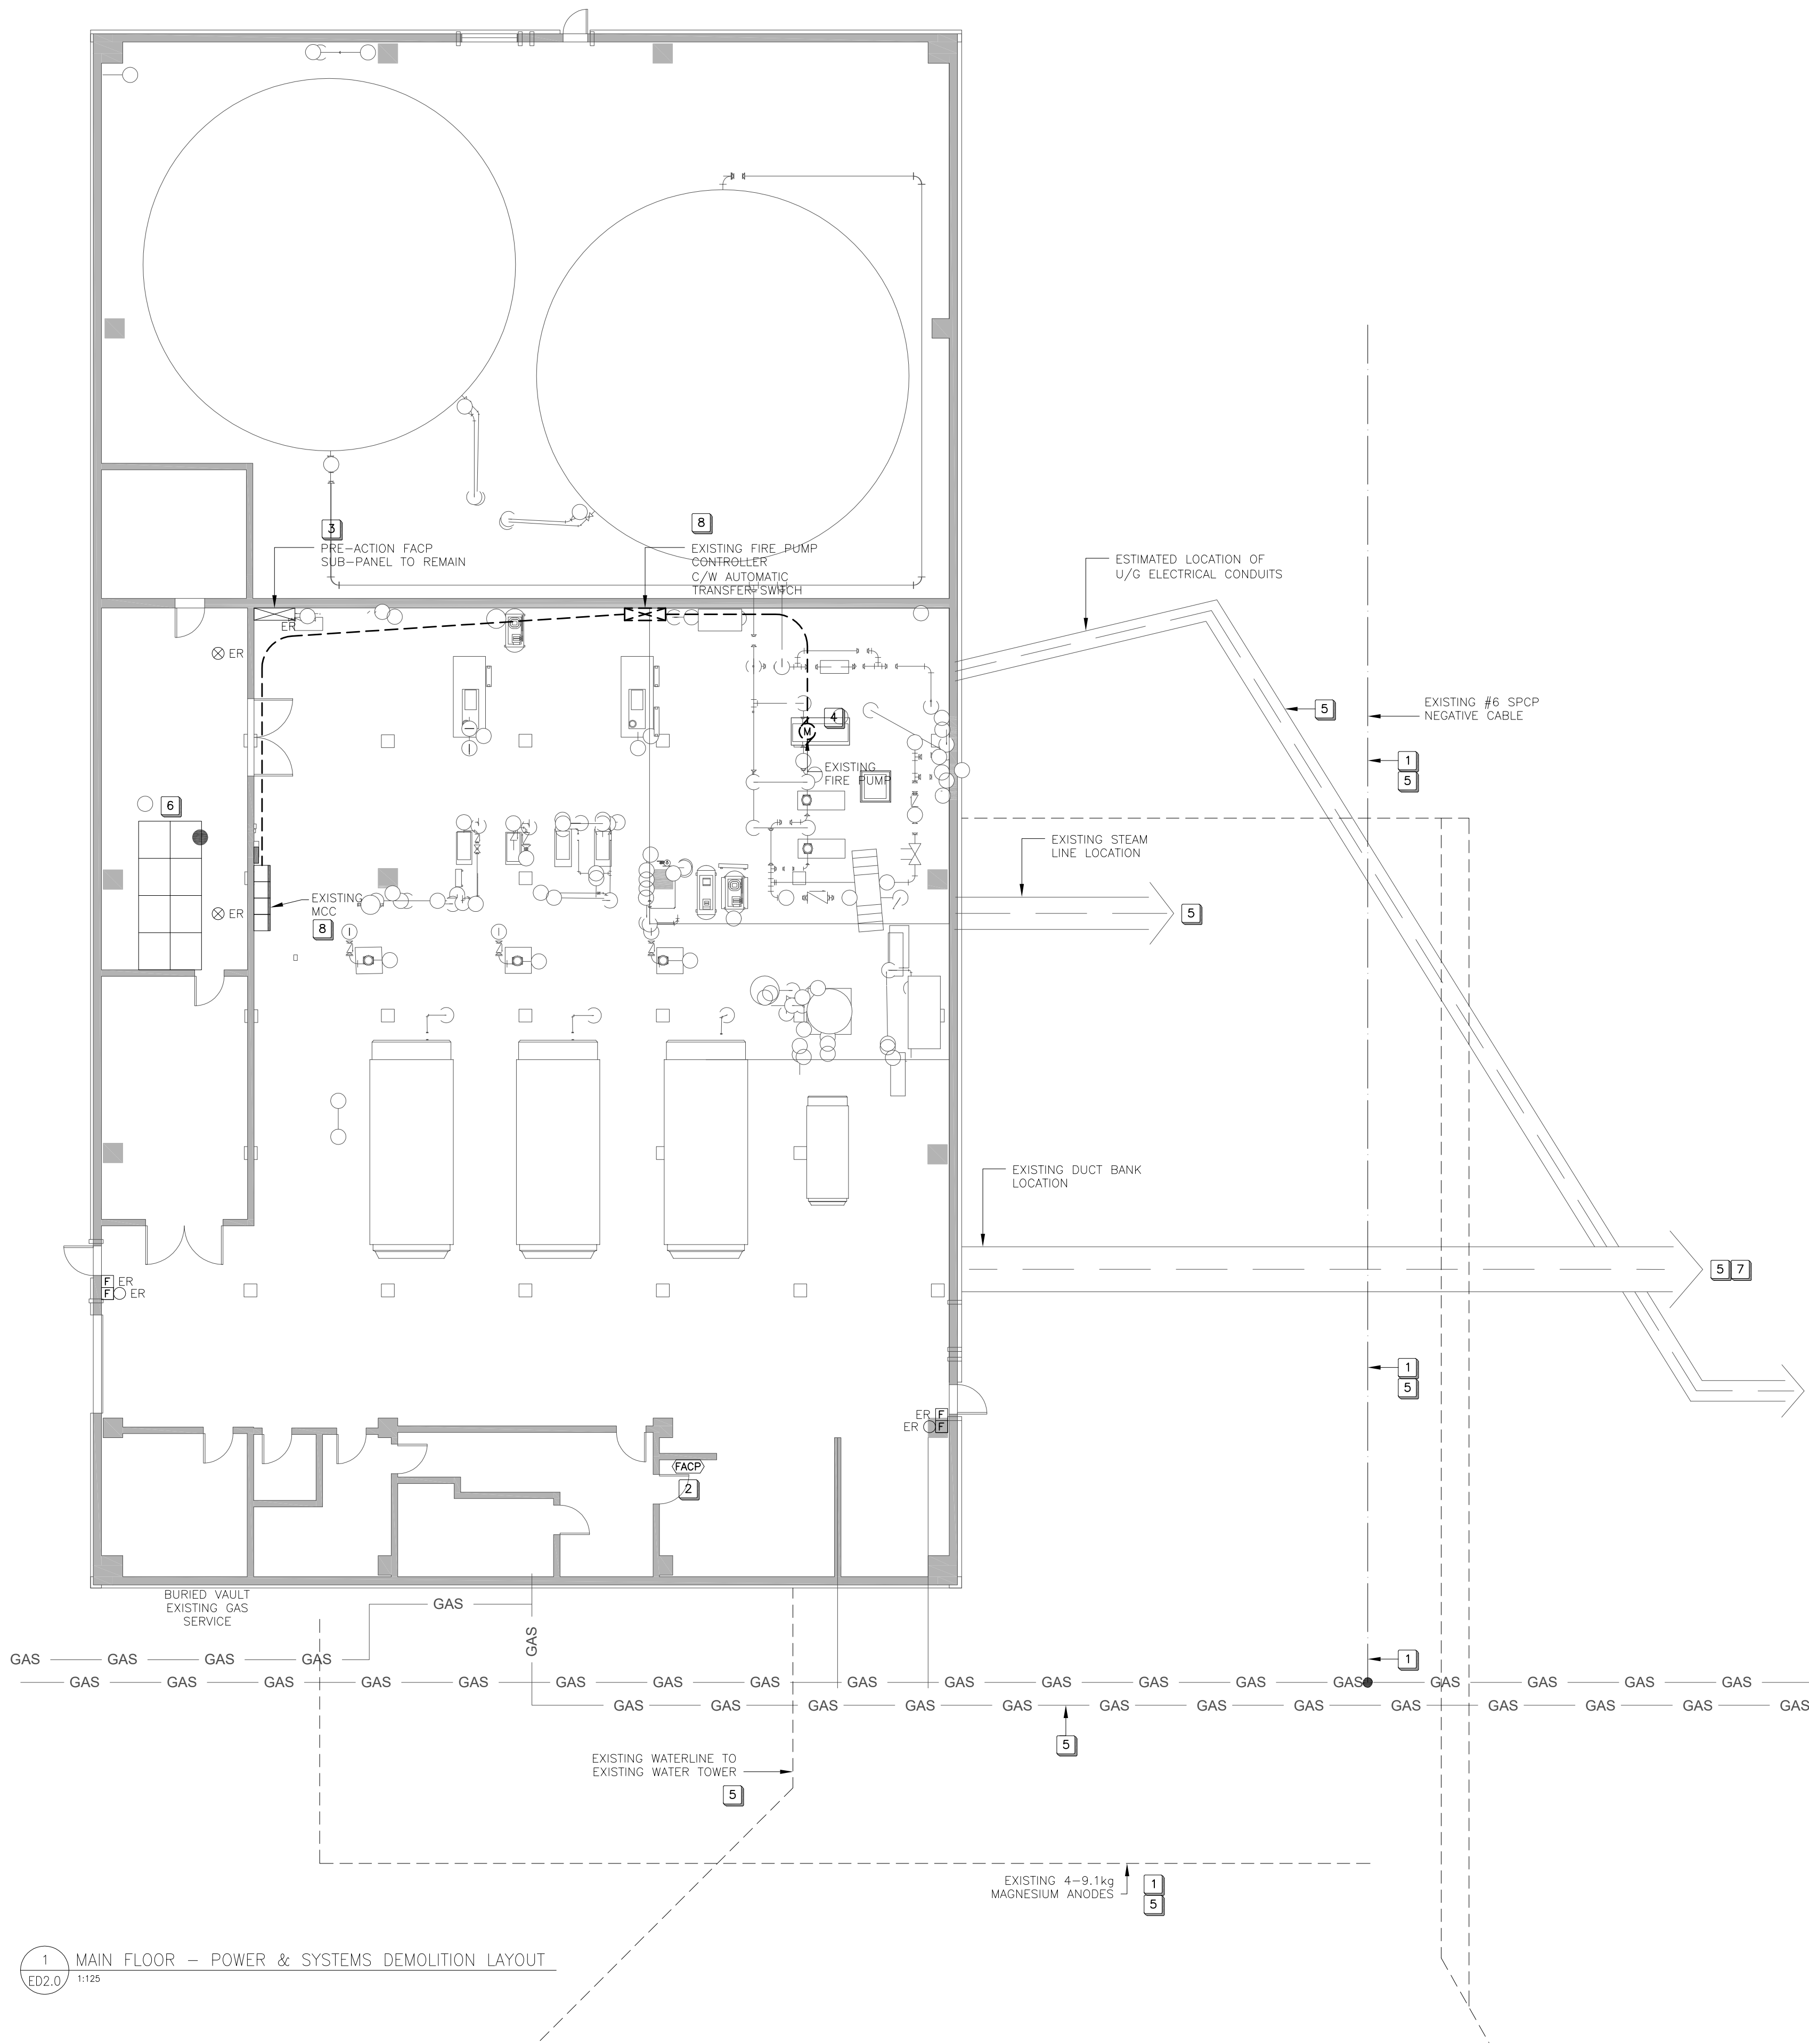 3
PRE-ACTION FACP
SUB-PANEL TO REMAIN
8
EXISTING FIRE PUMP
CONTROLLER
C/W AUTOMATIC
TRANSFER SWITCH
ESTIMATED LOCATION OF
U/G ELECTRICAL CONDUITS
ER
ER
5
EXISTING #6 SPCP
NEGATIVE CABLE
4
M
1
5
EXISTING
FIRE PUMP
6
EXISTING STEAM
LINE LOCATION
EXISTING
MCC
8
ER
5
EXISTING DUCT BANK
LOCATION
5 7
F ER
F ER
1
5
ER F
ER F
FACP
2
BURIED VAULT
EXISTING GAS
SERVICE
GAS
GAS
GAS GAS GAS GAS
1
GAS GAS GAS GAS GAS GAS GAS GAS GAS GAS GAS GAS GAS GAS GAS GAS GAS GAS
GAS GAS GAS GAS GAS GAS GAS GAS GAS GAS GAS GAS GAS
5
EXISTING WATERLINE TO
EXISTING WATER TOWER
5
EXISTING 4-9.1kg
MAGNESIUM ANODES
1
5
1
ED2.0
MAIN FLOOR - POWER & SYSTEMS DEMOLITION LAYOUT
1:125